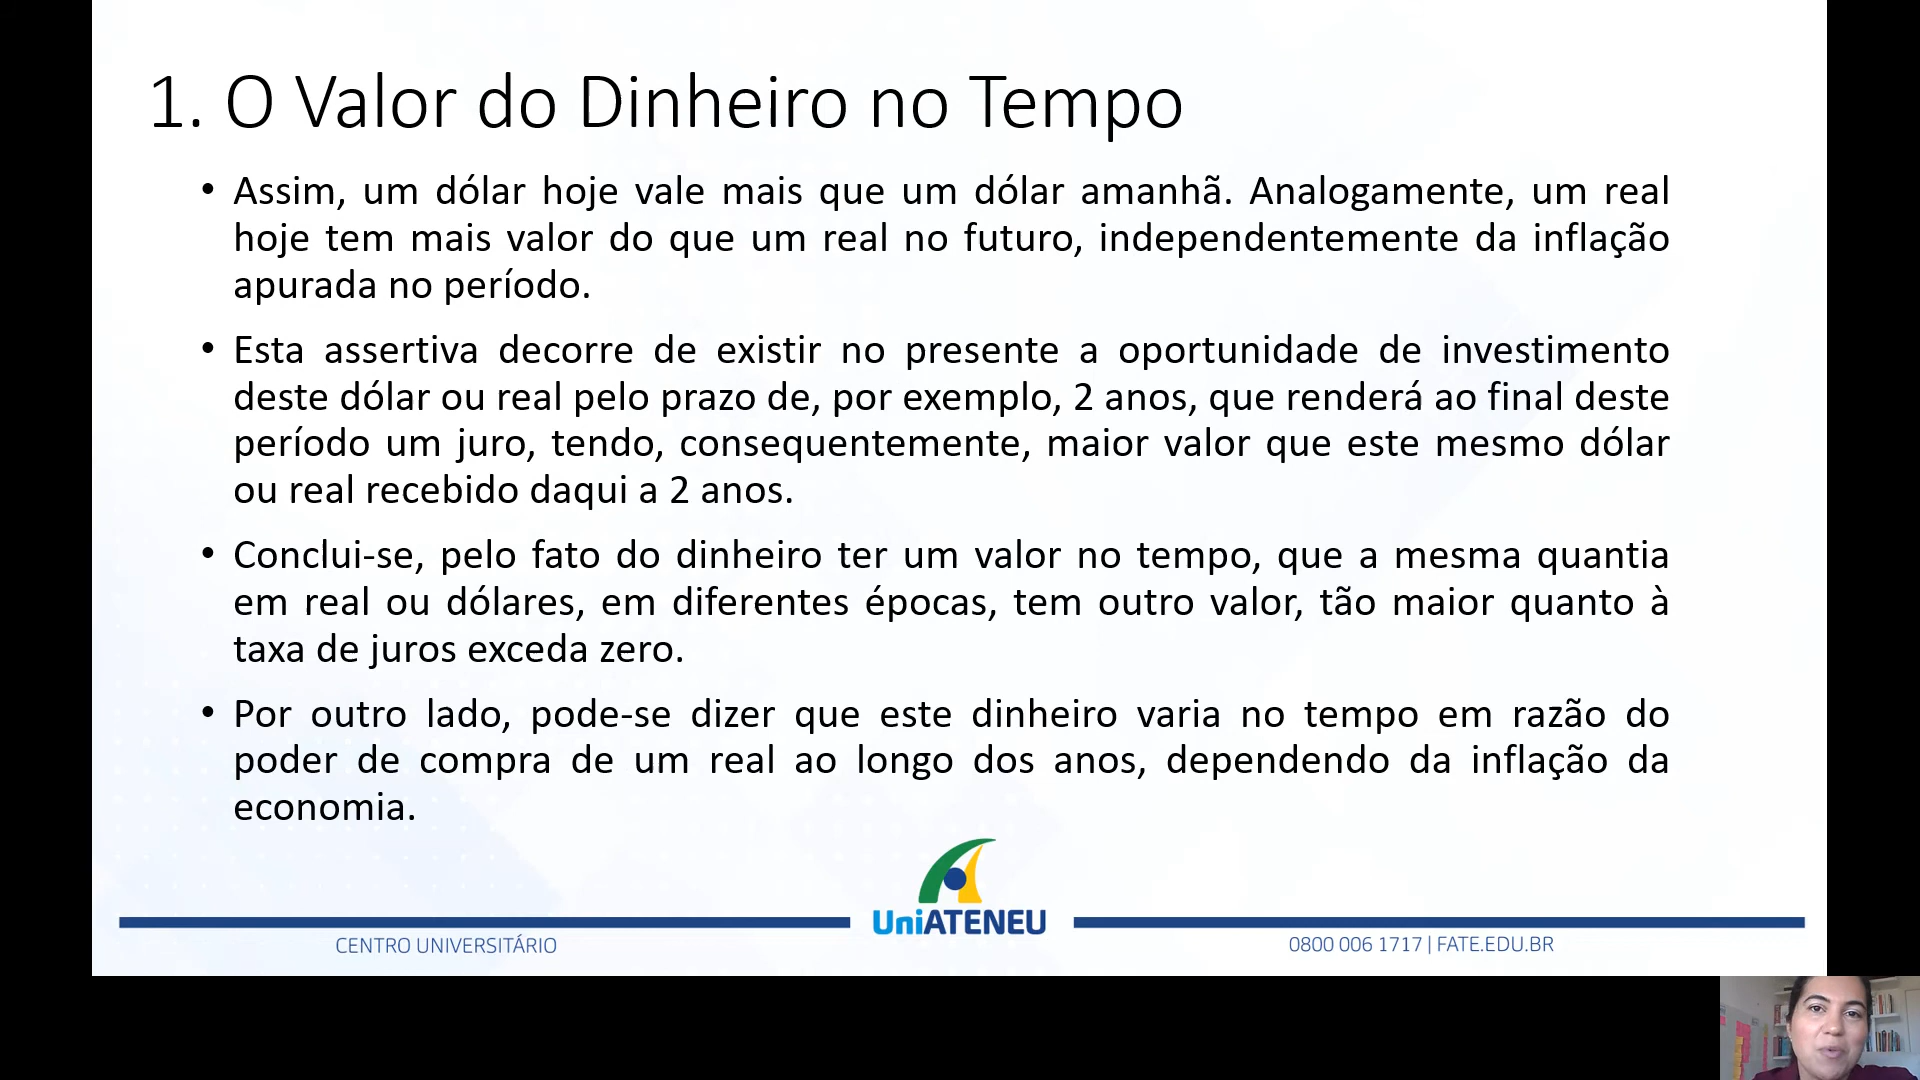 1. O Valor do Dinheiro no Tempo
• Assim, um dólar hoje vale mais que um dólar amanhã. Analogamente, um real
hoje tem mais valor do que um real no futuro, independentemente da inflação
apurada no período.
• Esta assertiva decorre de existir no presente a oportunidade de investimento
deste dólar ou real pelo prazo de, por exemplo, 2 anos, que renderá ao final deste
período um juro, tendo, consequentemente, maior valor que este mesmo dólar
ou real recebido daqui a 2 anos.
• Conclui-se, pelo fato do dinheiro ter um valor no tempo, que a mesma quantia
em real ou dólares, em diferentes épocas, tem outro valor, tão maior quanto à
taxa de juros exceda zero.
• Por outro lado, pode-se dizer que este dinheiro varia no tempo em razão do
poder de compra de um real ao longo dos anos, dependendo da inflação da
economia.
UniATENEU
CENTRO UNIVERSITÁRIO
0800 006 1717 | FATE.EDU.BR